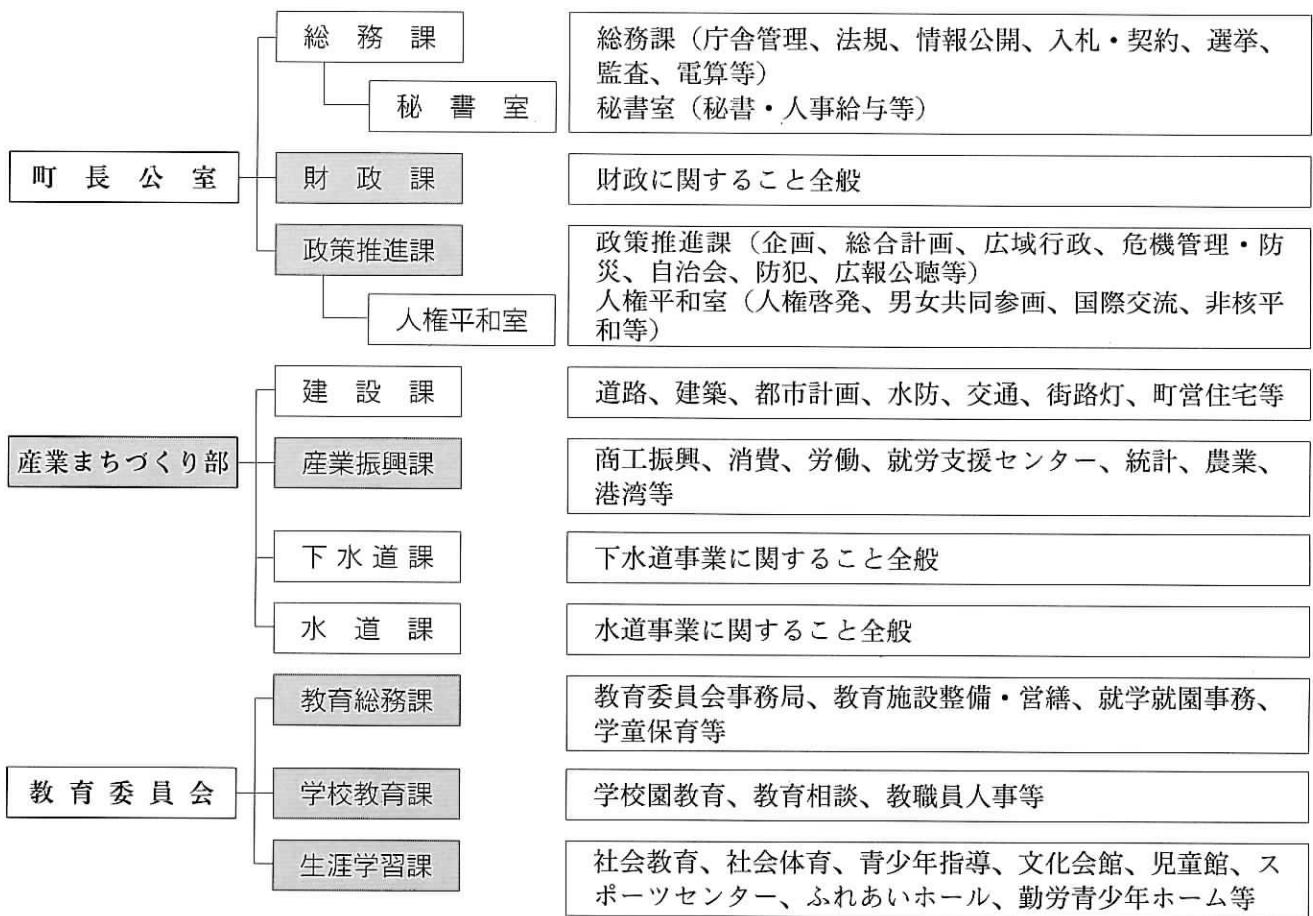 総務課
総務課（庁舎管理、法規、情報公開、入札・契約、選挙、
監査、電算等）
秘書室
秘書室（秘書・人事給与等）
町長公室
財政課
財政に関すること全般
政策推進課
政策推進課（企画、総合計画、広域行政、危機管理・防
災、自治会、防犯、広報公聴等）
人権平和室
人権平和室（人権啓発、男女共同参画、国際交流、非核平
和等）
建設課
道路、建築、都市計画、水防、交通、街路灯、町営住宅等
産業まちづくり部
産業振興課
商工振興、消費、労働、就労支援センター、統計、農業、
港湾等
下水道課
下水道事業に関すること全般
水道課
水道事業に関すること全般
教育総務課
教育委員会事務局、教育施設整備・営繕、就学就園事務、
学童保育等
教育委員会
学校教育課
学校園教育、教育相談、教職員人事等
生涯学習課
社会教育、社会体育、青少年指導、文化会館、児童館、ス
ポーツセンター、ふれあいホール、勤労青少年ホーム等